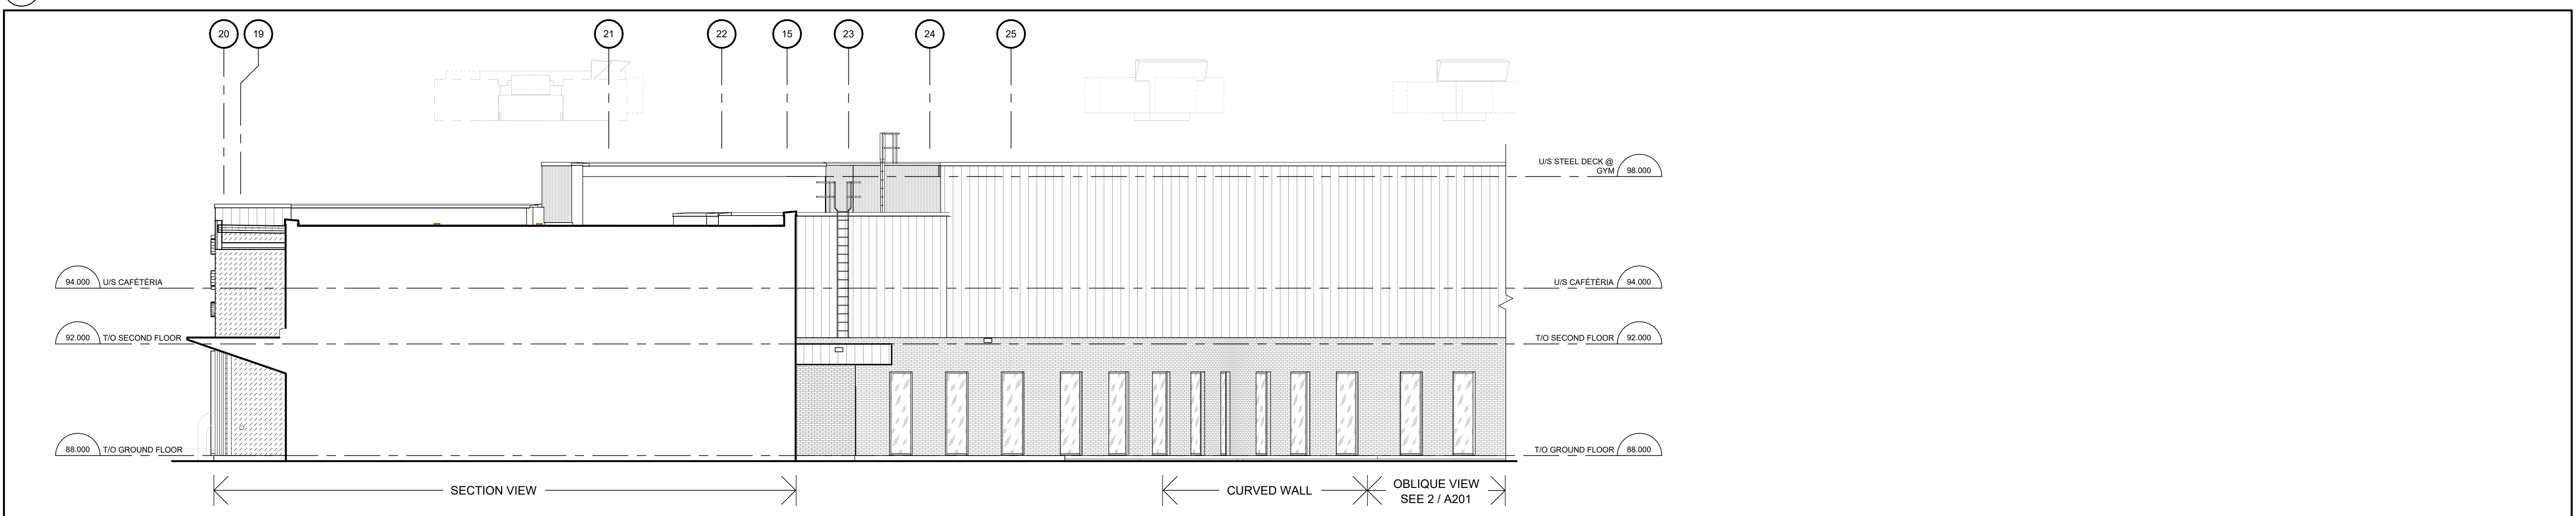 20 19 21 22 15 23 24 25
U/S STEEL DECK @
GYM 98.000
94.000 U/S CAFÉTÉRIA
U/S CAFÉTÉRIA 94.000
92.000 T/O SECOND FLOOR
T/O SECOND FLOOR 92.000
88.000 T/O GROUND FLOOR
T/O GROUND FLOOR 88.000
SECTION VIEW
CURVED WALL
OBLIQUE VIEW
SEE 2 / A201